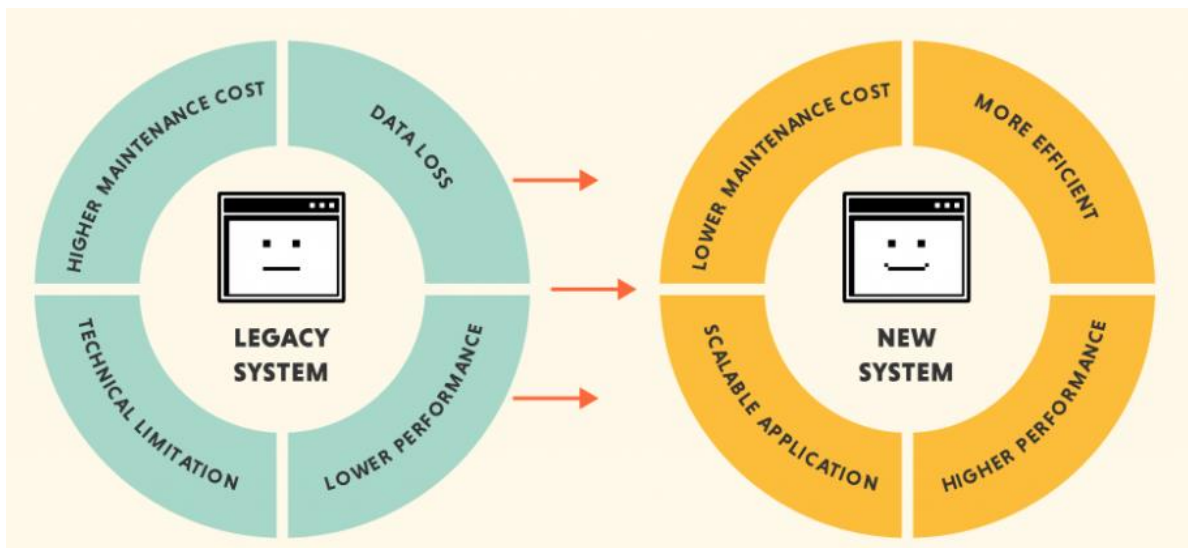 HIGHER MAINTENANCE COST
DATA LOSS
TECHNICAL LIMITATION
LOWER PERFORMANCE
LEGACY
SYSTEM
LOWER MAINTENANCE COST
MORE EFFICIENT
SCALABLE APPLICATION
HIGHER PERFORMANCE
NEW
SYSTEM